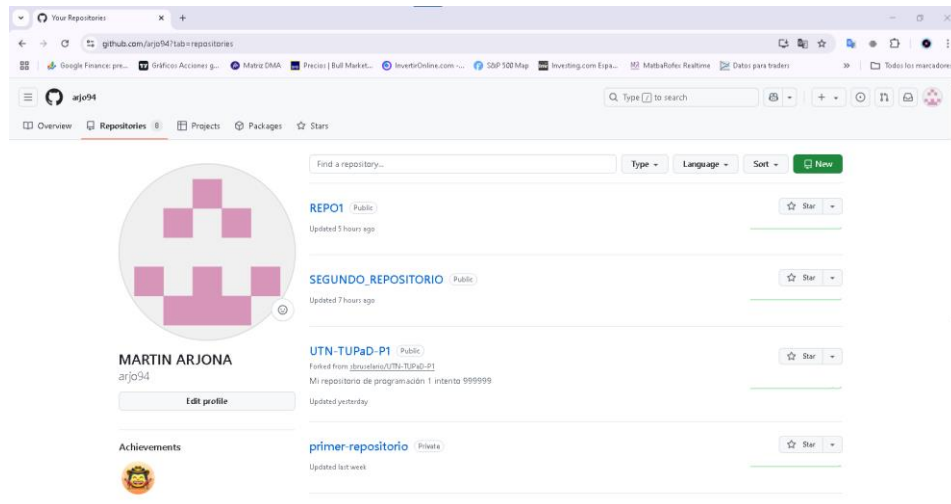 Your Repositories
github.com/arjo94?tab=repositories
Google Finance: pre...
Gráficos Acciones g...
Matriz DMA
Precios | Bull Market...
InvertirOnline.com -...
S&P 500 Map
Investing.com Espa...
MatbaRofex Realtime
Datos para traders
»
Todos los marcadores
arjo94
Type / to search
Overview
Repositories
Projects
Packages
Stars
Find a repository...
Type
Language
Sort
New
REPO1 Public
Star
Updated 5 hours ago
SEGUNDO_REPOSITORIO Public
Star
Updated 7 hours ago
UTN-TUPaD-P1 Public
Star
Forked from sbruselario/UTN-TUPaD-P1
Mi repositorio de programación 1 intento 999999
Updated yesterday
MARTIN ARJONA
arjo94
Edit profile
Achievements
primer-repositorio Private
Star
Updated last week